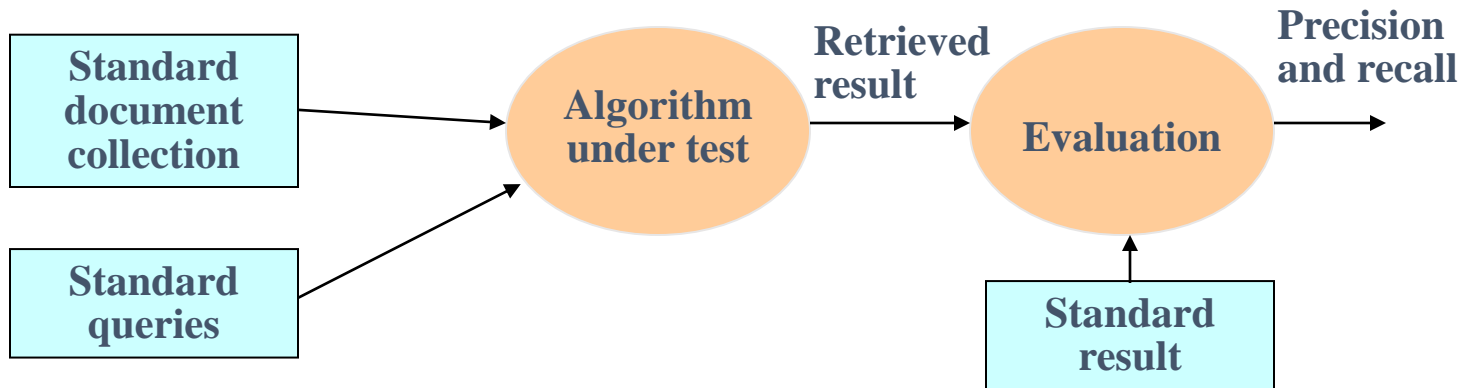 Standard
document
collection
Standard
queries
Algorithm
under test
Retrieved
result
Evaluation
Standard
result
Precision
and recall